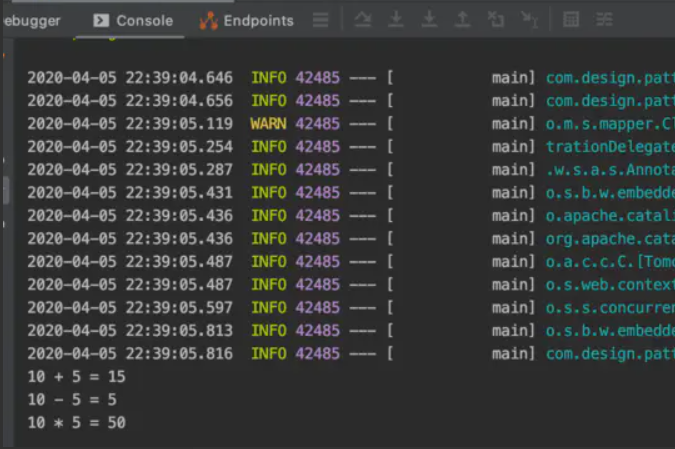 ebugger Console Endpoints
2020-04-05 22:39:04.646 INFO 42485 --- [ main] com.design.patt
2020-04-05 22:39:04.656 INFO 42485 --- [ main] com.design.patt
2020-04-05 22:39:05.119 WARN 42485 --- [ main] o.m.s.mapper.Cl
2020-04-05 22:39:05.254 INFO 42485 --- [ main] trationDelegate
2020-04-05 22:39:05.287 INFO 42485 --- [ main] .w.s.a.s.Annota
2020-04-05 22:39:05.431 INFO 42485 --- [ main] o.s.b.w.embedde
2020-04-05 22:39:05.436 INFO 42485 --- [ main] o.apache.catali
2020-04-05 22:39:05.436 INFO 42485 --- [ main] org.apache.cata
2020-04-05 22:39:05.487 INFO 42485 --- [ main] o.a.c.c.C.[Tomc
2020-04-05 22:39:05.487 INFO 42485 --- [ main] o.s.web.context
2020-04-05 22:39:05.597 INFO 42485 --- [ main] o.s.s.concurren
2020-04-05 22:39:05.813 INFO 42485 --- [ main] o.s.b.w.embedde
2020-04-05 22:39:05.816 INFO 42485 --- [ main] com.design.patt
10 + 5 = 15
10 - 5 = 5
10 * 5 = 50